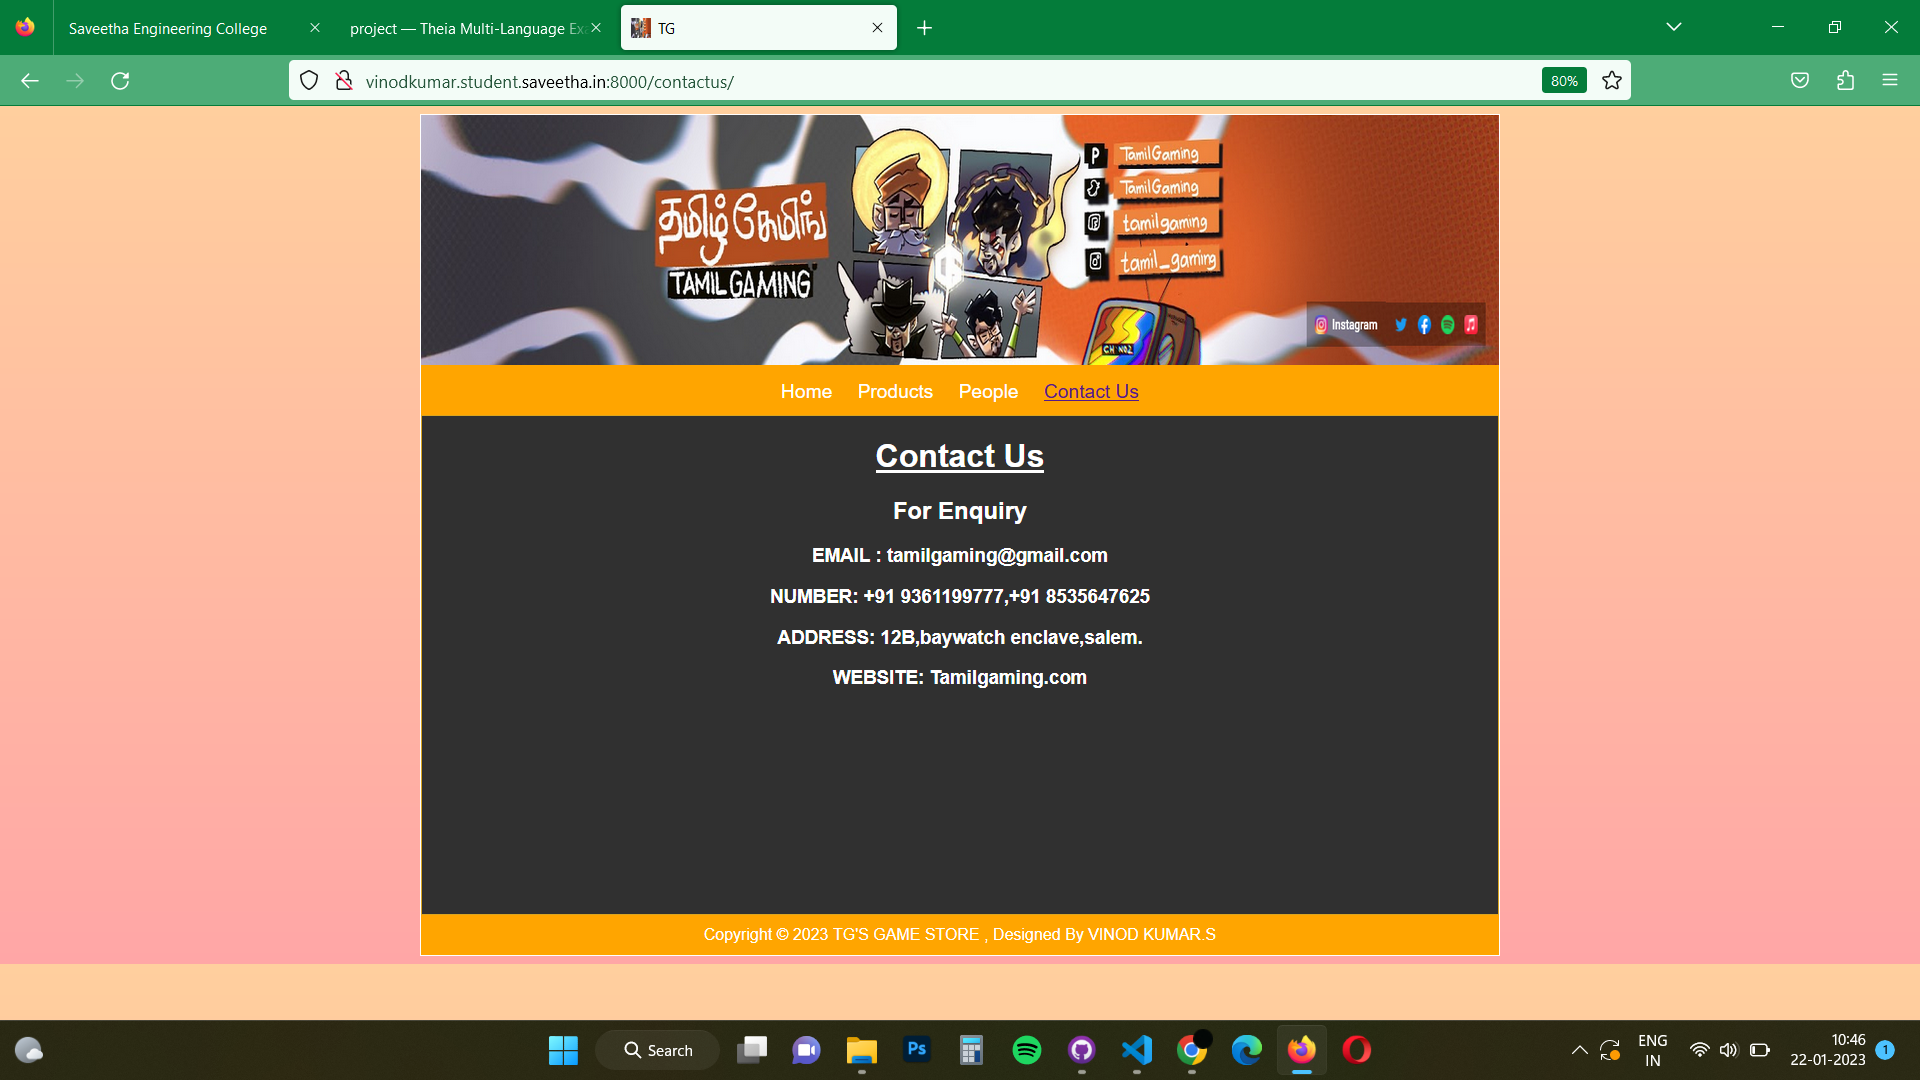 Saveetha Engineering College
project — Theia Multi-Language Ex
TG
vinodkumar.student.saveetha.in:8000/contactus/
80%
தமிழ் கேமிங்
TAMIL GAMING
P TamilGaming
TamilGaming
tamilgaming
tamil_gaming
CH NO2
Instagram
Home Products People Contact Us
Contact Us
For Enquiry
EMAIL : tamilgaming@gmail.com
NUMBER: +91 9361199777,+91 8535647625
ADDRESS: 12B,baywatch enclave,salem.
WEBSITE: Tamilgaming.com
Copyright © 2023 TG'S GAME STORE , Designed By VINOD KUMAR.S
Search
Ps
ENG
IN
10:46
22-01-2023
1